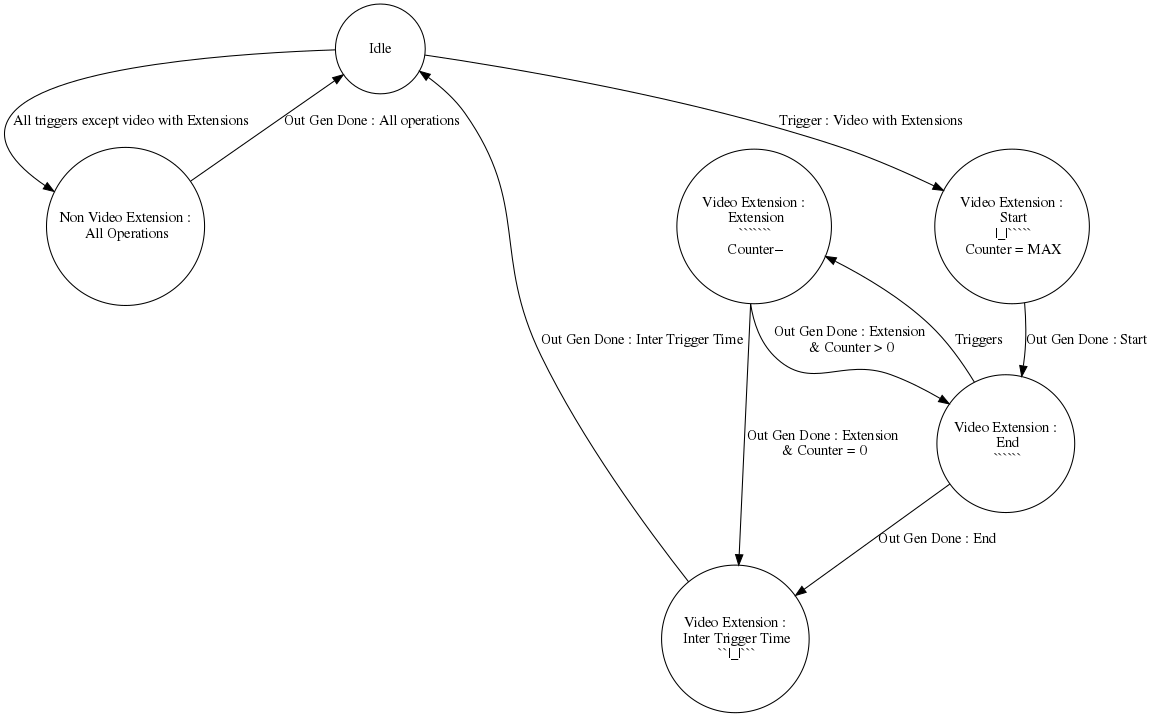 Idle
All triggers except video with Extensions
Out Gen Done : All operations
Trigger : Video with Extensions
Non Video Extension :
All Operations
Video Extension :
Extension
```````
Counter−
Video Extension :
Start
|_|`````
Counter = MAX
Out Gen Done : Inter Trigger Time
Out Gen Done : Extension
& Counter > 0
Triggers
Out Gen Done : Start
Out Gen Done : Extension
& Counter = 0
Video Extension :
End
``````
Out Gen Done : End
Video Extension :
Inter Trigger Time
``|_|```